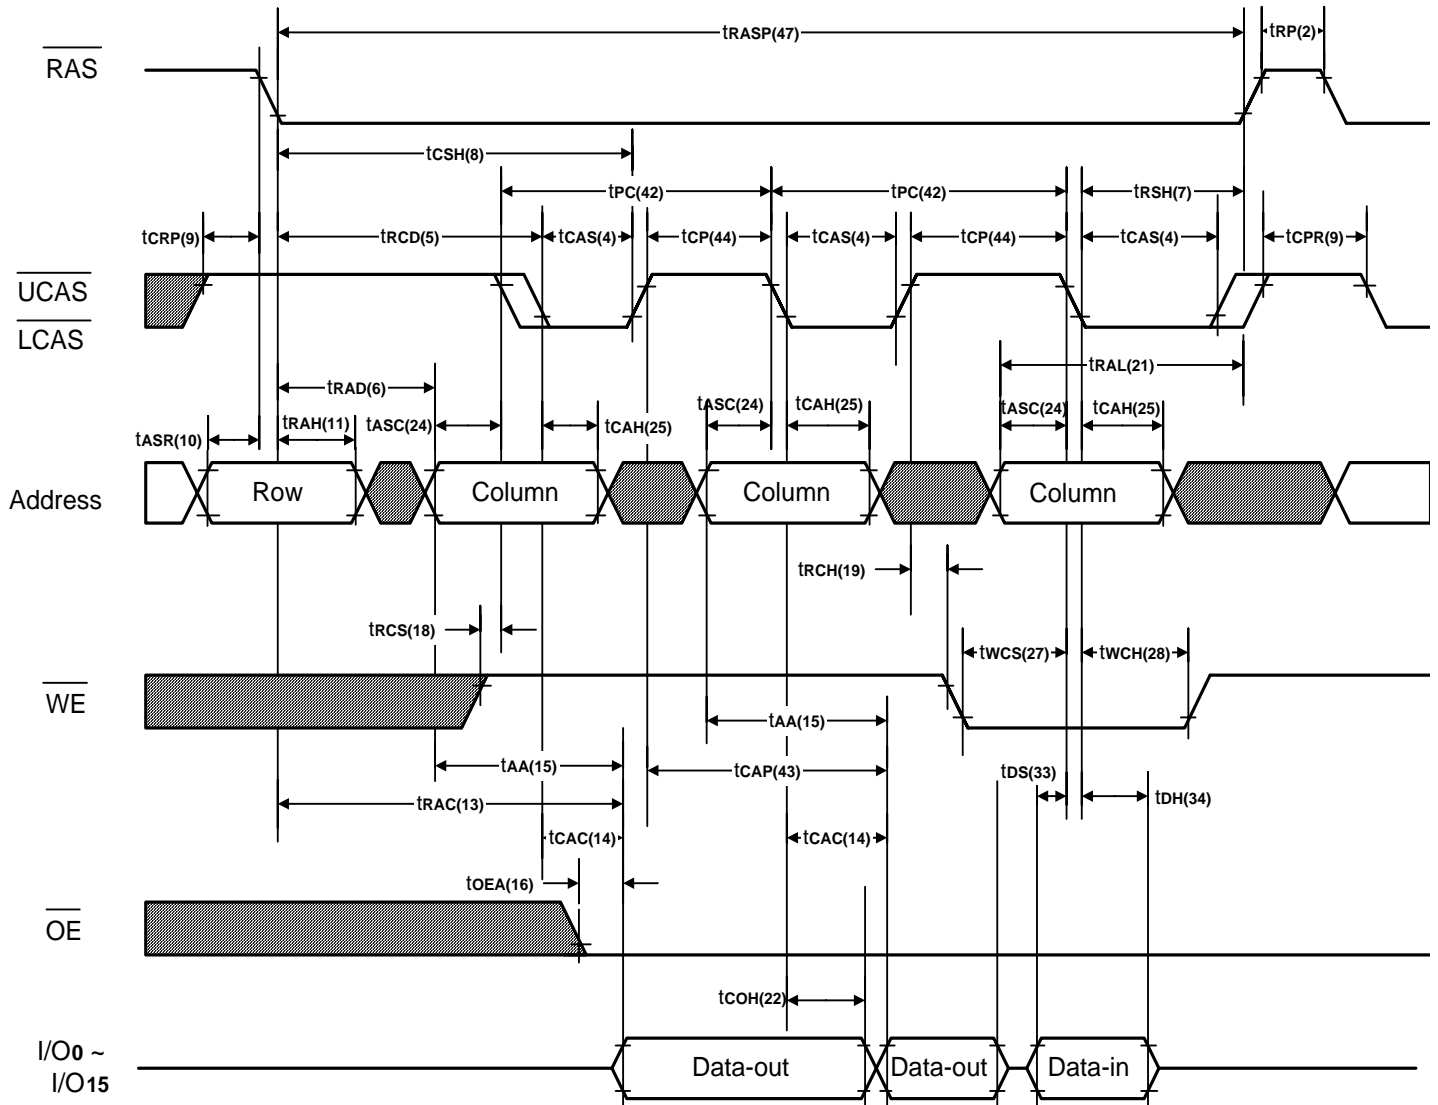 tRASP(47)
tRP(2)
RAS
tCSH(8)
tPC(42)
tPC(42)
tRSH(7)
tCRP(9)
tRCD(5)
tCAS(4)
tCP(44)
tCAS(4)
tCP(44)
tCAS(4)
tCPR(9)
UCAS
LCAS
tRAL(21)
tRAD(6)
tASR(10)
tRAH(11)
tASC(24)
tCAH(25)
tASC(24)
tCAH(25)
tASC(24)
tCAH(25)
Address
Row
Column
Column
Column
tRCH(19)
tRCS(18)
tWCS(27)
tWCH(28)
WE
tAA(15)
tAA(15)
tCAP(43)
tDS(33)
tDH(34)
tRAC(13)
tCAC(14)
tCAC(14)
tOEA(16)
OE
tCOH(22)
I/O0 ~
I/O15
Data-out
Data-out
Data-in